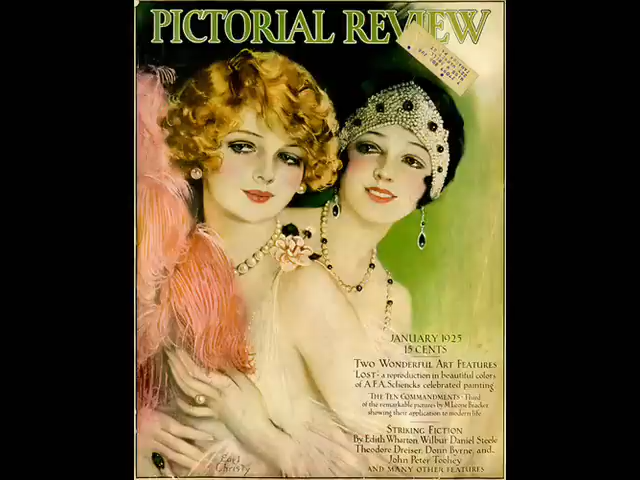 PICTORIAL REVIEW
JANUARY 1925
15 CENTS
TWO WONDERFUL ART FEATURES
"LOST" - a reproduction in beautiful colors
of A.F.A. Schencks celebrated painting
THE TEN COMMANDMENTS - Third
of the remarkable pictures by M. Leone Bracker
showing their application to modern life
STRIKING FICTION
By Edith Wharton Wilbur Daniel Steele
Theodore Dreiser, Donn Byrne, and
John Peter Toohey
AND MANY OTHER FEATURES
Earl
Christy